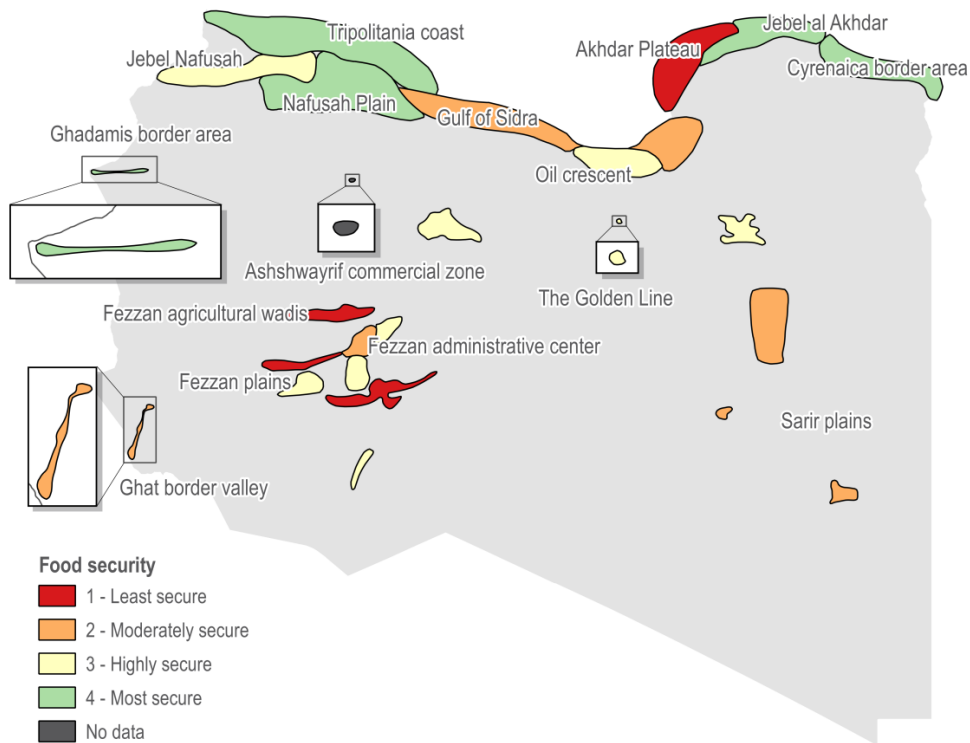 Tripolitania coast
Jebel al Akhdar
Jebel Nafusah
Akhdar Plateau
Cyrenaica border area
Nafusah Plain
Gulf of Sidra
Ghadamis border area
Oil crescent
Ashshwayrif commercial zone
The Golden Line
Fezzan agricultural wadis
Fezzan administrative center
Fezzan plains
Sarir plains
Ghat border valley
Food security
1 - Least secure
2 - Moderately secure
3 - Highly secure
4 - Most secure
No data